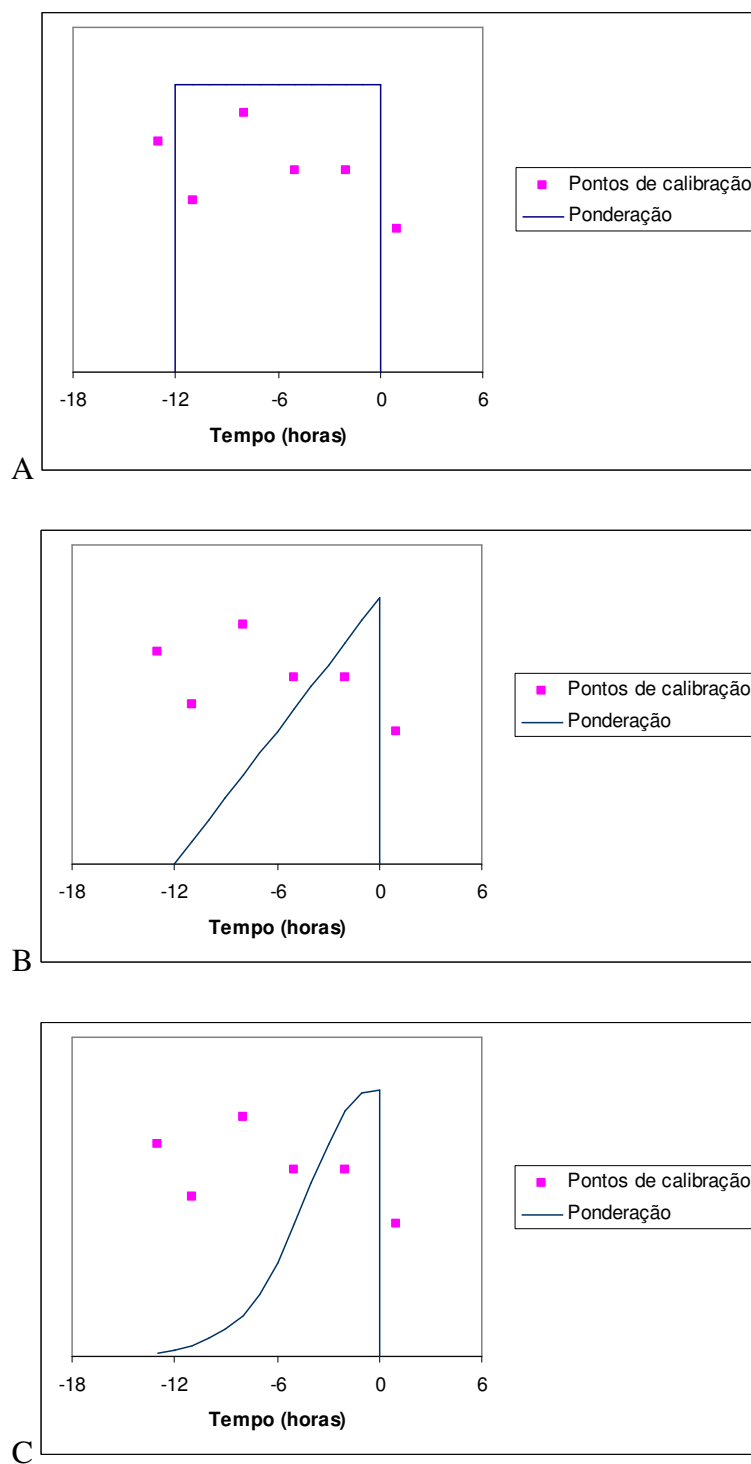 Pontos de calibração
Ponderação
-18 -12 -6 0 6
Tempo (horas)
A
Pontos de calibração
Ponderação
-18 -12 -6 0 6
Tempo (horas)
B
Pontos de calibração
Ponderação
-18 -12 -6 0 6
Tempo (horas)
C